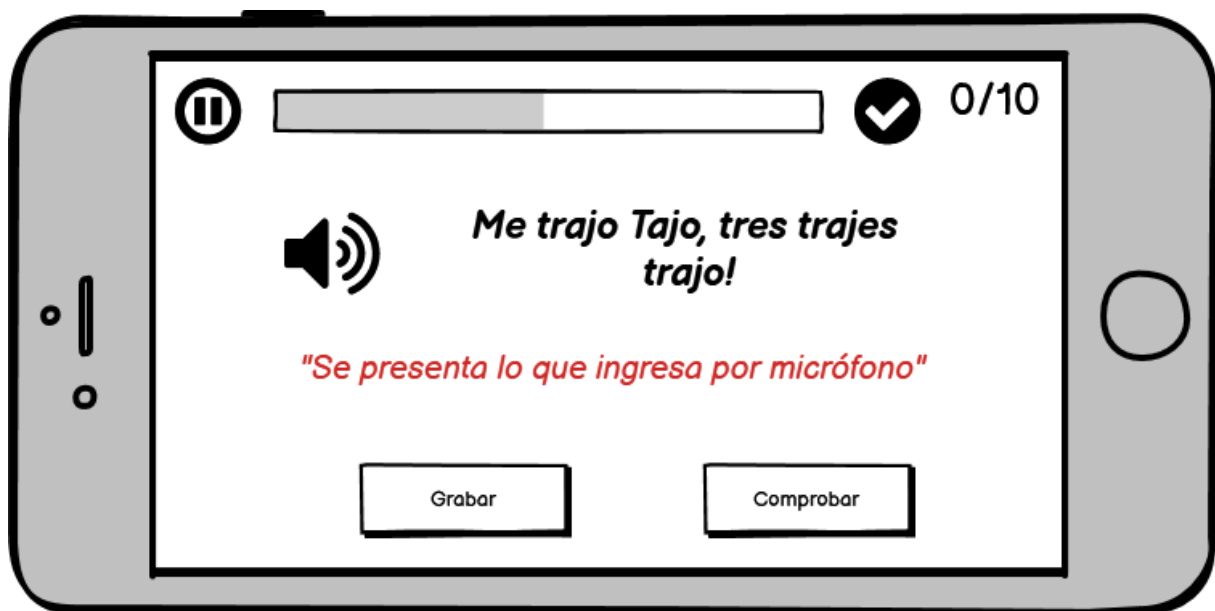 0/10
Me trajo Tajo, tres trajes
trajo!
"Se presenta lo que ingresa por micrófono"
Grabar
Comprobar